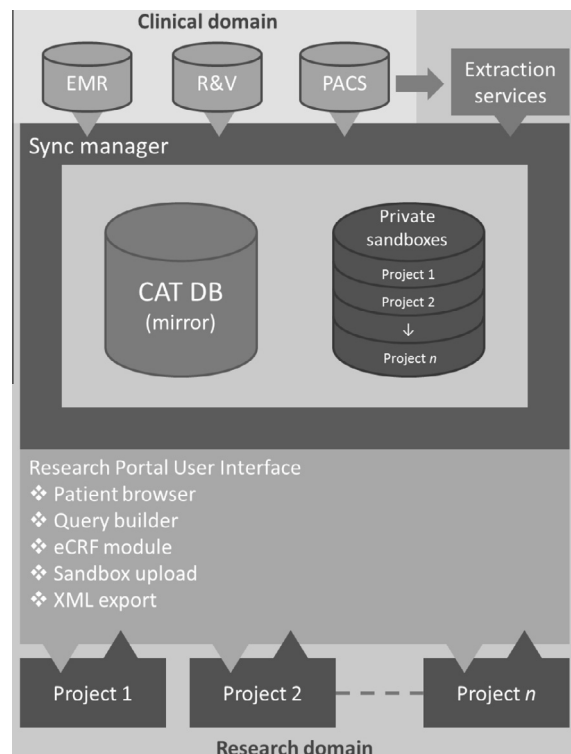 Clinical domain
EMR
R&V
PACS
Extraction
services
Sync manager
CAT DB
(mirror)
Private
sandboxes
Project 1
Project 2
↓
Project n
Research Portal User Interface
❖ Patient browser
❖ Query builder
❖ eCRF module
❖ Sandbox upload
❖ XML export
Project 1
Project 2
Project n
Research domain